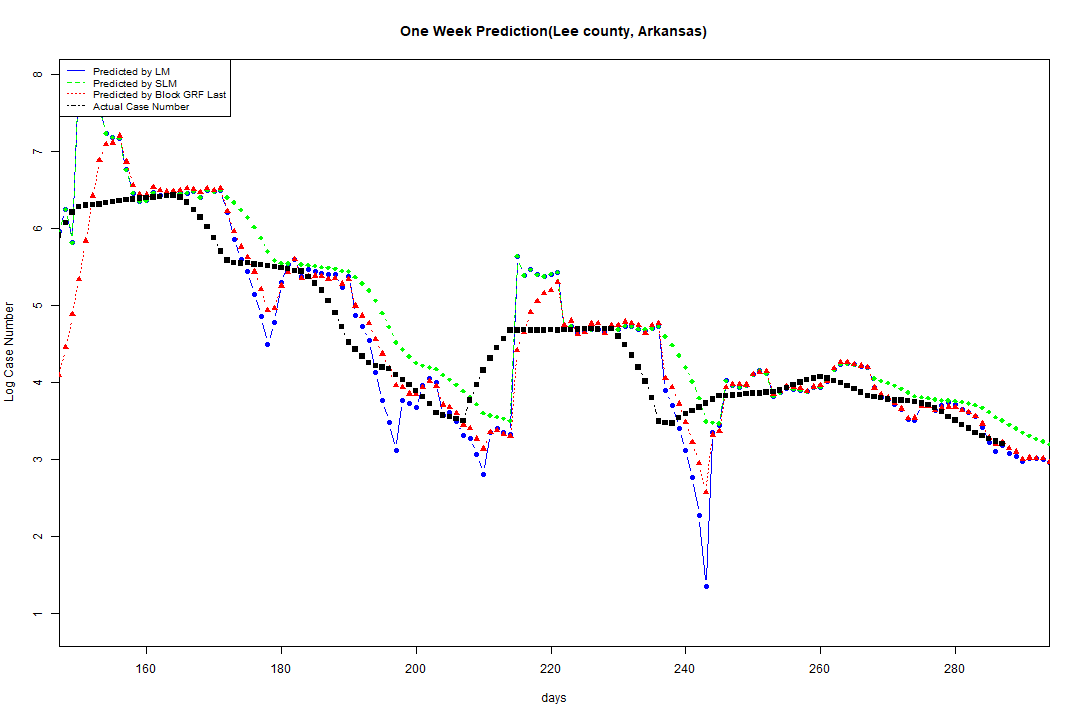 One Week Prediction(Lee county, Arkansas)
Predicted by LM
Predicted by SLM
Predicted by Block GRF Last
Actual Case Number
8
7
6
5
4
3
2
1
Log Case Number
160 180 200 220 240 260 280
days